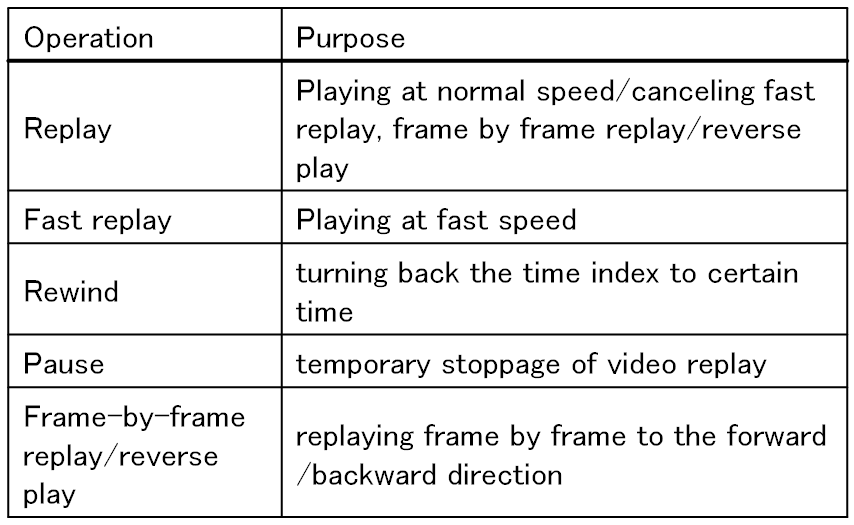 Operation
Purpose
Replay
Playing at normal speed/canceling fast
replay, frame by frame replay/reverse
play
Fast replay
Playing at fast speed
Rewind
turning back the time index to certain
time
Pause
temporary stoppage of video replay
Frame-by-frame
replay/reverse
play
replaying frame by frame to the forward
/backward direction